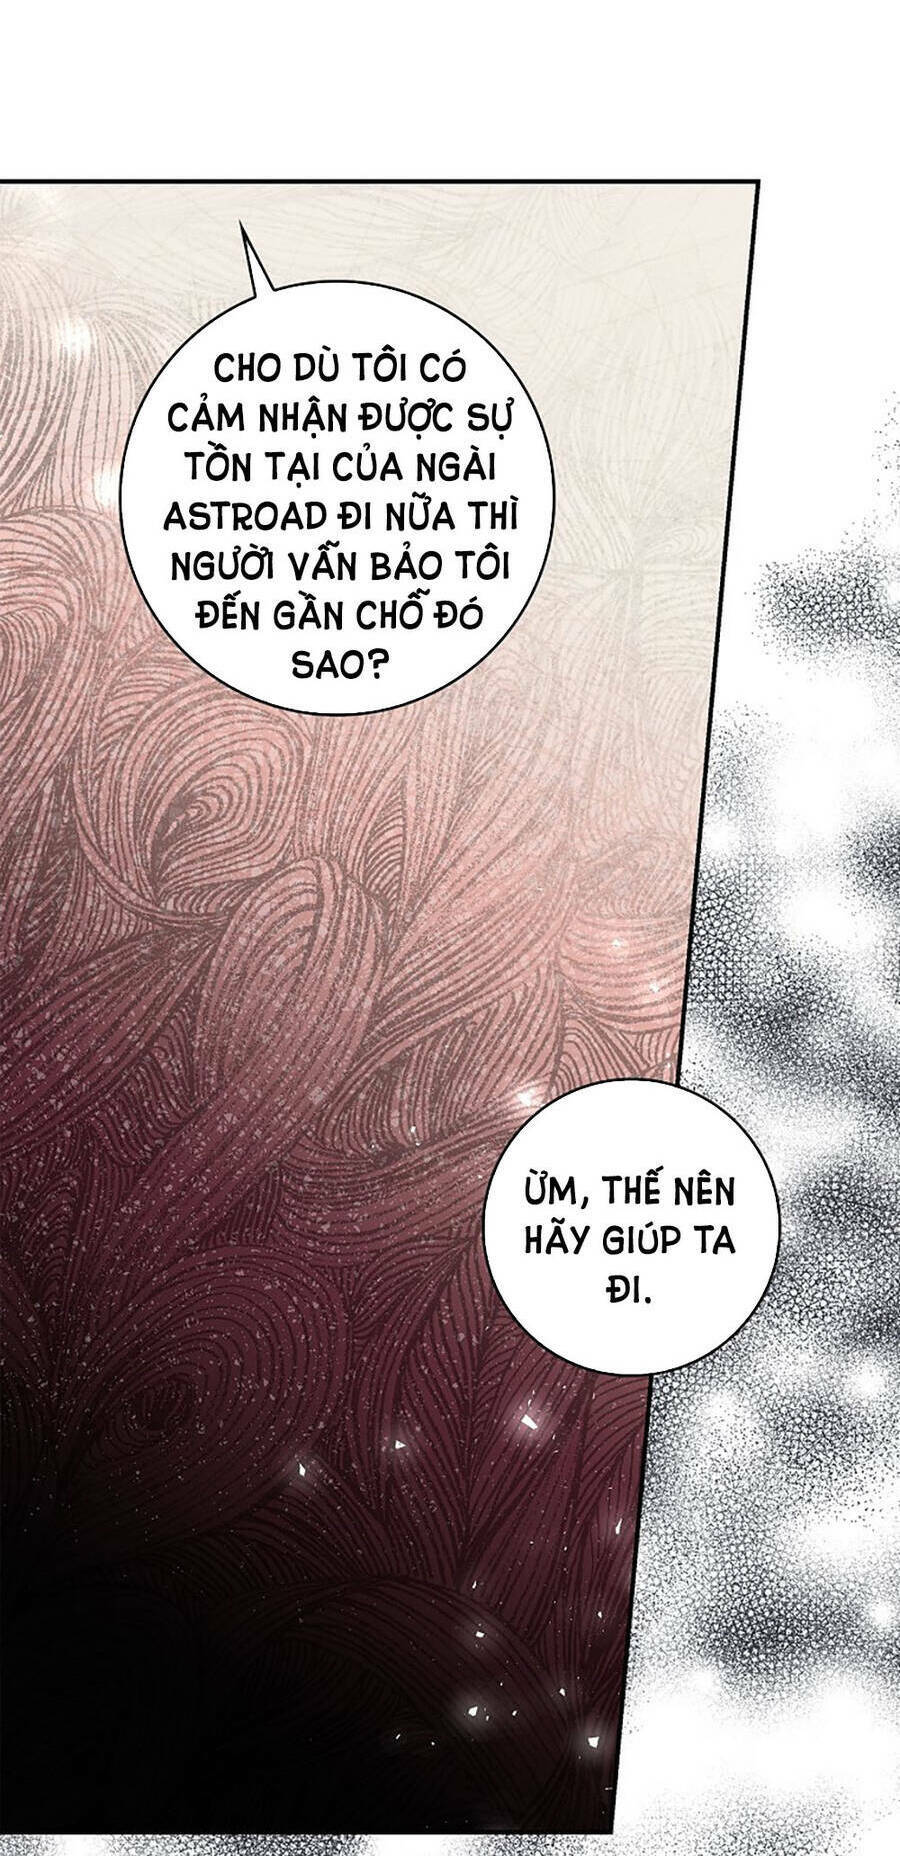 CHO DÙ TÔI CÓ
CẢM NHẬN ĐƯỢC SỰ
TỒN TẠI CỦA NGÀI
ASTROAD ĐI NỮA THÌ
NGƯỜI VẪN BẢO TÔI
ĐẾN GẦN CHỖ ĐÓ
SAO?
ỪM, THẾ NÊN
HÃY GIÚP TA
ĐI.